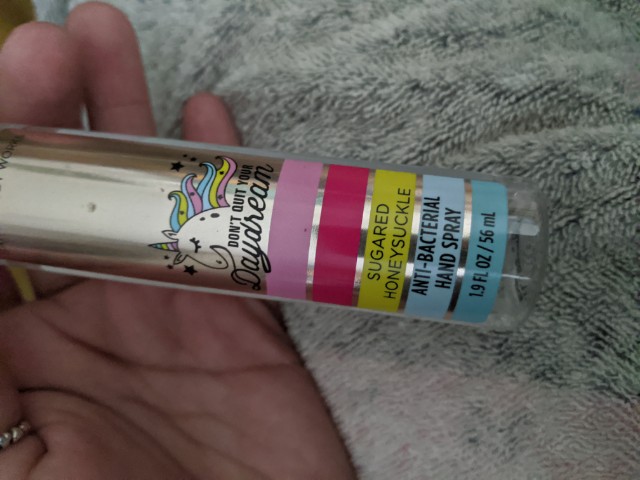 DON'T QUIT YOUR
Daydream
SUGARED
HONEYSUCKLE
ANTI-BACTERIAL
HAND SPRAY
1.9 FL OZ / 56 mL